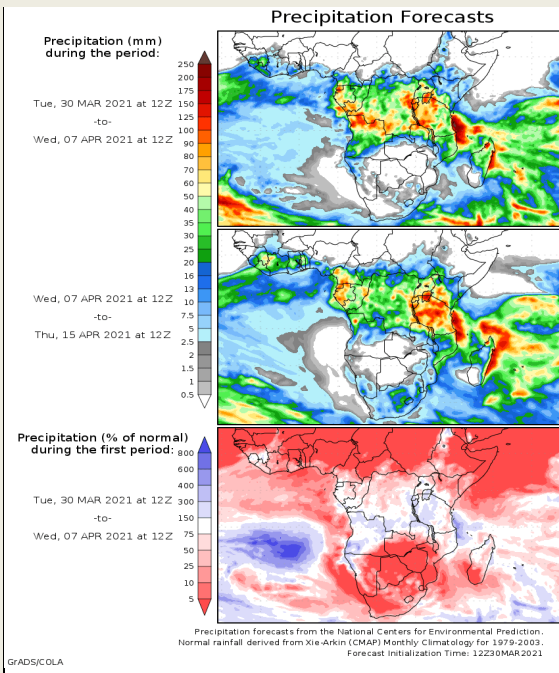 Precipitation Forecasts
Precipitation (mm)
during the period:
Tue, 30 MAR 2021 at 12Z
-to-
Wed, 07 APR 2021 at 12Z
250
200
175
150
125
100
90
80
70
60
50
40
35
30
25
20
16
13
10
7.5
5
2.5
2
1.5
1
0.5
Wed, 07 APR 2021 at 12Z
-to-
Thu, 15 APR 2021 at 12Z
Precipitation (% of normal)
during the first period:
800
600
400
300
150
75
50
25
10
5
Tue, 30 MAR 2021 at 12Z
-to-
Wed, 07 APR 2021 at 12Z
Precipitation forecasts from the National Centers for Environmental Prediction.
Normal rainfall derived from Xie-Arkin (CMAP) Monthly Climatology for 1979-2003.
Forecast Initialization Time: 12Z30MAR2021
GrADS/COLA